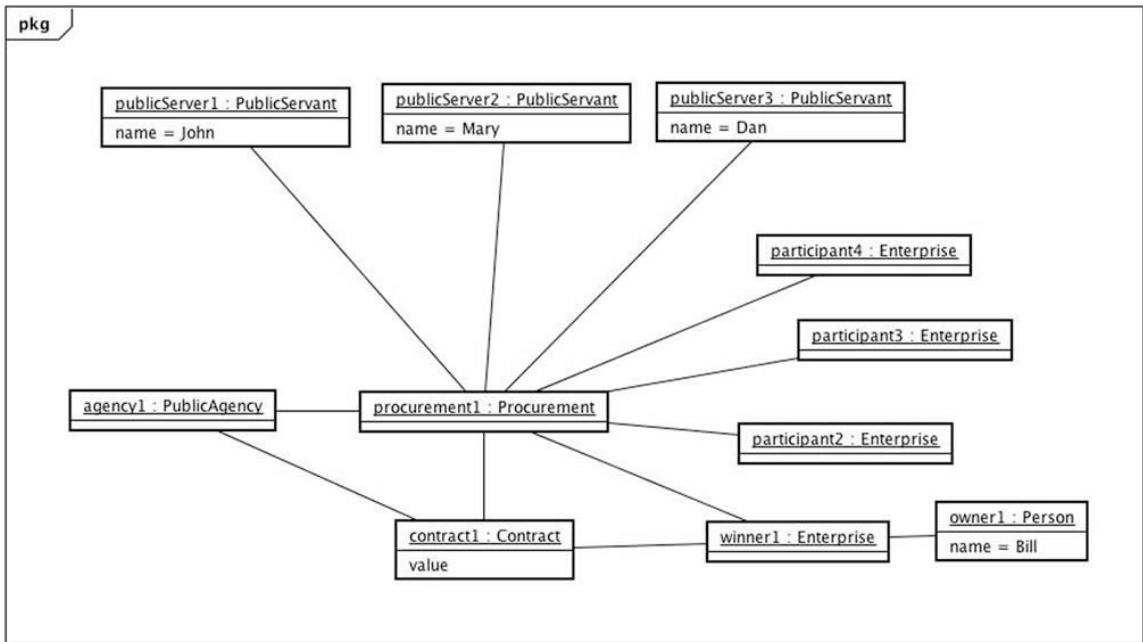 pkg
publicServer1 : PublicServant
name = John
publicServer2 : PublicServant
name = Mary
publicServer3 : PublicServant
name = Dan
participant4 : Enterprise
participant3 : Enterprise
agency1 : PublicAgency
procurement1 : Procurement
participant2 : Enterprise
contract1 : Contract
value
winner1 : Enterprise
owner1 : Person
name = Bill